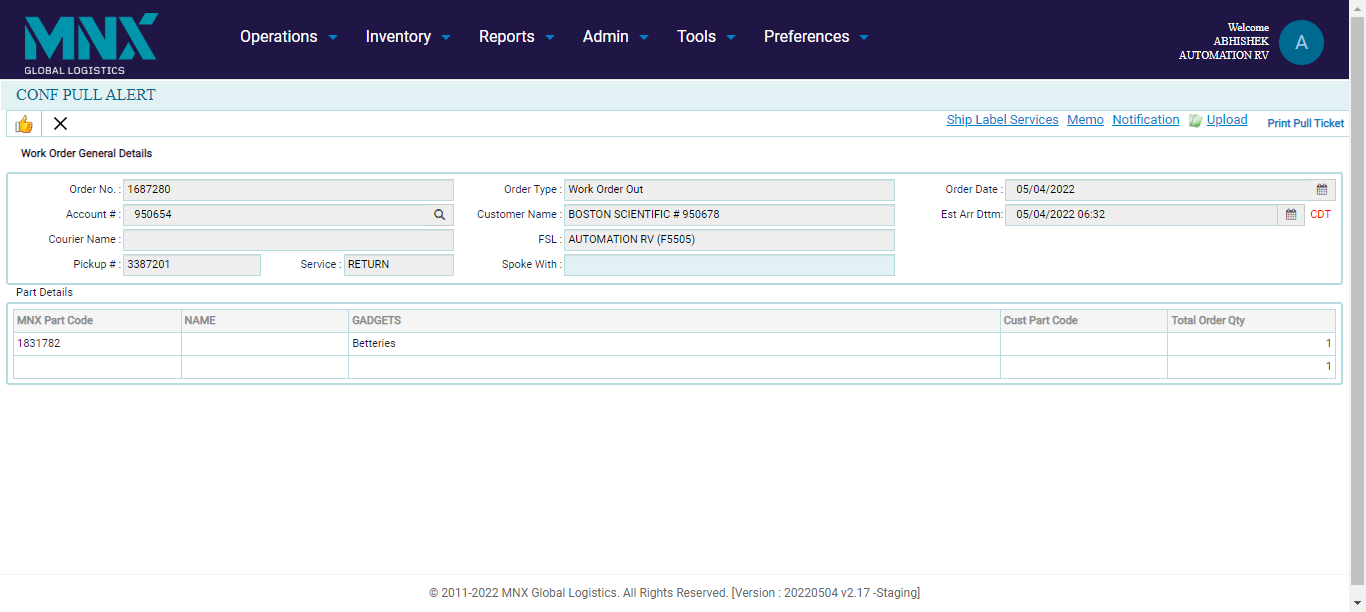 MNX
GLOBAL LOGISTICS
Operations Inventory Reports Admin Tools Preferences
Welcome
ABHISHEK
AUTOMATION RV
A
CONF PULL ALERT
Ship Label Services Memo Notification Upload Print Pull Ticket
Work Order General Details
Order No. : 1687280 Order Type : Work Order Out Order Date : 05/04/2022
Account # : 950654 Customer Name : BOSTON SCIENTIFIC # 950678 Est Arr Dttm: 05/04/2022 06:32 CDT
Courier Name : FSL : AUTOMATION RV (F5505)
Pickup # : 3387201 Service : RETURN Spoke With :
Part Details
MNX Part Code NAME GADGETS Cust Part Code Total Order Qty
1831782 Betteries 1
1
© 2011-2022 MNX Global Logistics. All Rights Reserved. [Version : 20220504 v2.17 -Staging]